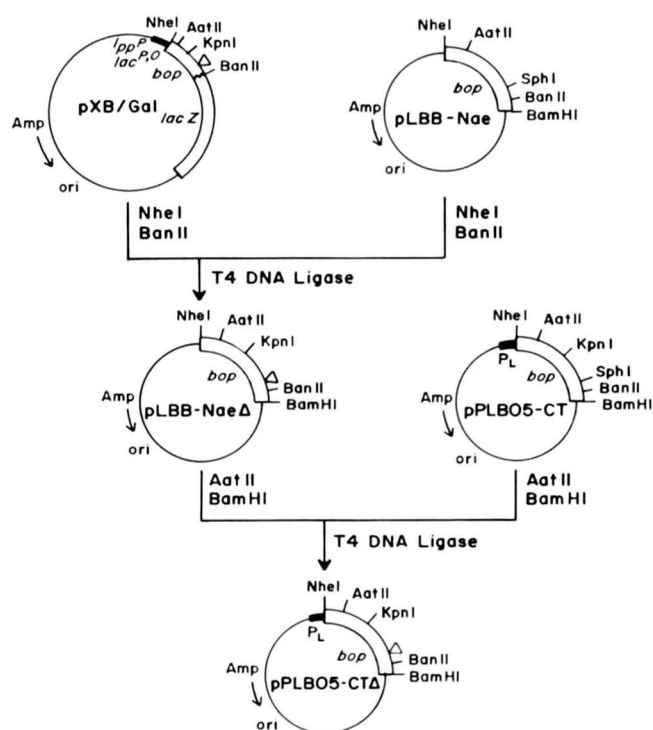 NheI
AatII
KpnI
Δ
BanII
lppP
lacP,O
bop
pXB/Gal
lacZ
Amp
ori
NheI
AatII
bop
SphI
BanII
BamHI
pLBB-Nae
Amp
ori
NheI
BanII
NheI
BanII
T4 DNA Ligase
NheI
AatII
KpnI
bop
Δ
BanII
BamHI
Amp
pLBB-NaeΔ
ori
NheI
AatII
KpnI
PL
bop
SphI
BanII
BamHI
Amp
pPLBO5-CT
ori
AatII
BamHI
AatII
BamHI
T4 DNA Ligase
NheI
AatII
KpnI
PL
bop
Δ
BanII
BamHI
Amp
pPLBO5-CTΔ
ori